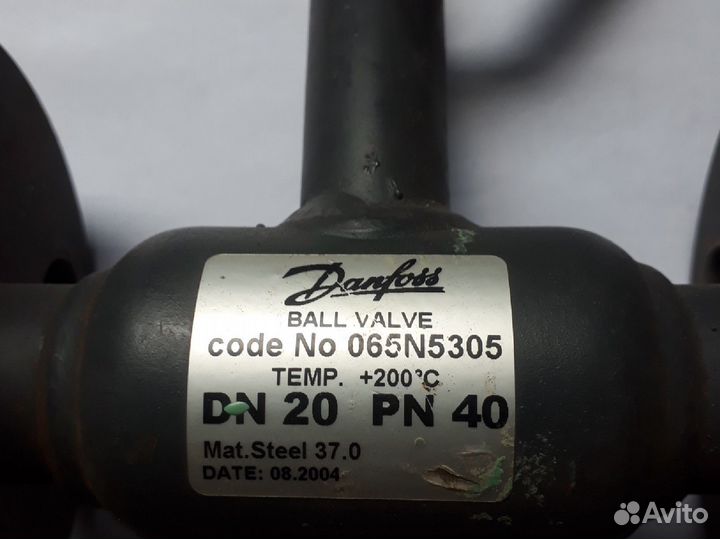 Danfoss
BALL VALVE
code No 065N5305
TEMP. +200°C
DN 20 PN 40
Mat.Steel 37.0
DATE: 08.2004
Avito